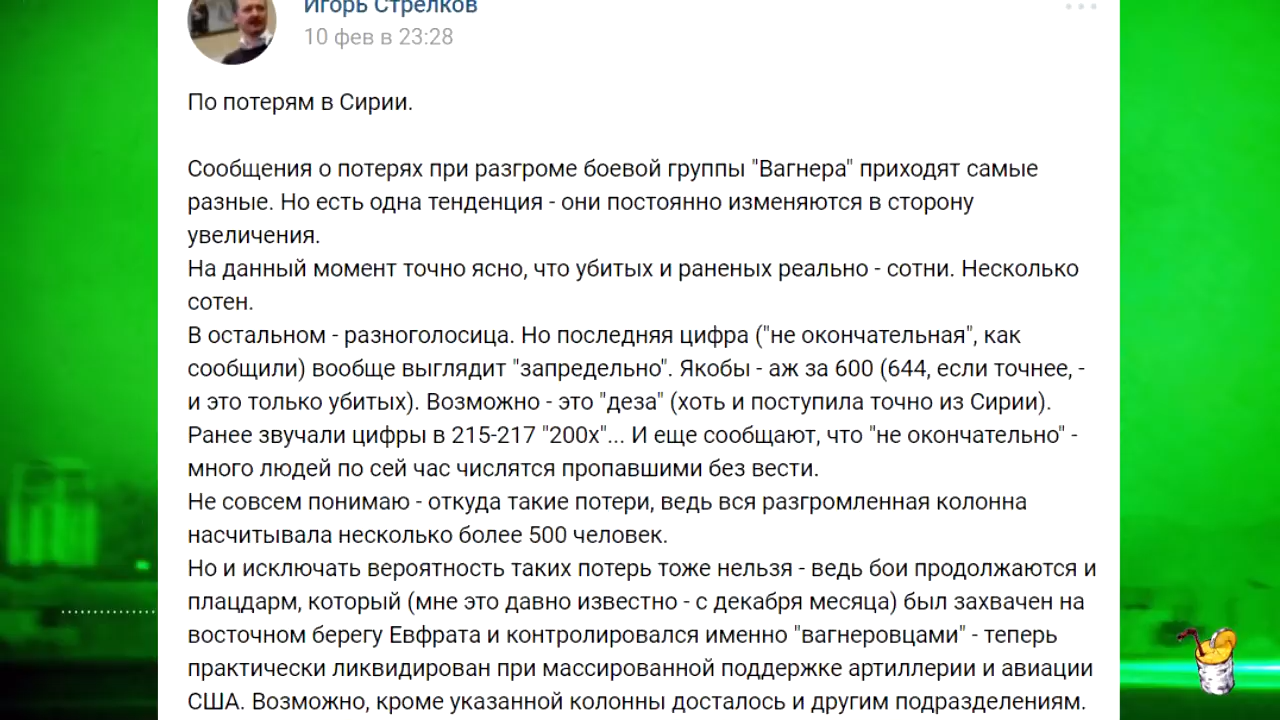 Игорь Стрелков
10 фев в 23:28
По потерям в Сирии.
Сообщения о потерях при разгроме боевой группы "Вагнера" приходят самые
разные. Но есть одна тенденция - они постоянно изменяются в сторону
увеличения.
На данный момент точно ясно, что убитых и раненых реально - сотни. Несколько
сотен.
В остальном - разноголосица. Но последняя цифра ("не окончательная", как
сообщили) вообще выглядит "запредельно". Якобы - аж за 600 (644, если точнее, -
и это только убитых). Возможно - это "деза" (хоть и поступила точно из Сирии).
Ранее звучали цифры в 215-217 "200х"... И еще сообщают, что "не окончательно" -
много людей по сей час числятся пропавшими без вести.
Не совсем понимаю - откуда такие потери, ведь вся разгромленная колонна
насчитывала несколько более 500 человек.
Но и исключать вероятность таких потерь тоже нельзя - ведь бои продолжаются и
плацдарм, который (мне это давно известно - с декабря месяца) был захвачен на
восточном берегу Евфрата и контролировался именно "вагнеровцами" - теперь
практически ликвидирован при массированной поддержке артиллерии и авиации
США. Возможно, кроме указанной колонны досталось и другим подразделениям.